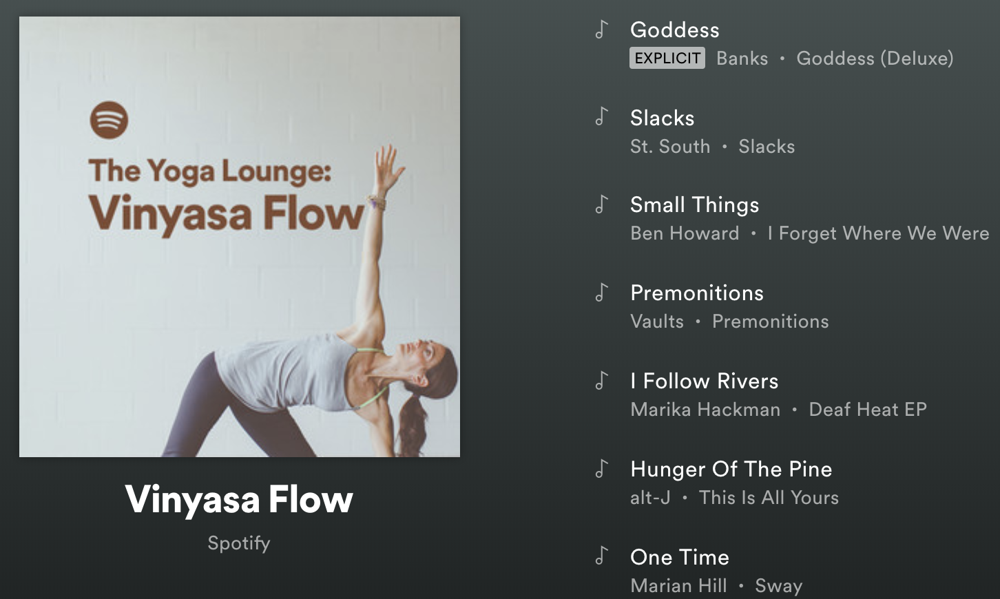 The Yoga Lounge:
Vinyasa Flow
Vinyasa Flow
Spotify
Goddess
EXPLICIT Banks • Goddess (Deluxe)
Slacks
St. South • Slacks
Small Things
Ben Howard • I Forget Where We Were
Premonitions
Vaults • Premonitions
I Follow Rivers
Marika Hackman • Deaf Heat EP
Hunger Of The Pine
alt-J • This Is All Yours
One Time
Marian Hill • Sway